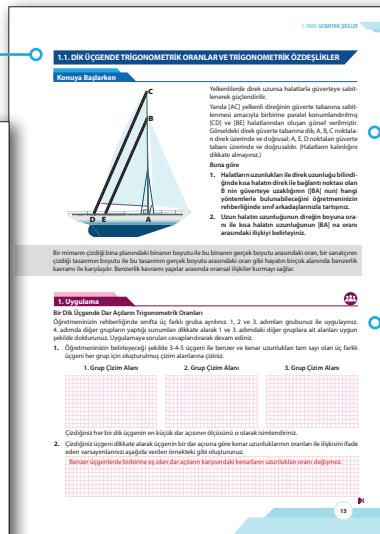 1. TEMA: GEOMETRİK ŞEKİLLER
1.1. DİK ÜÇGENDE TRİGONOMETRİK ORANLAR VE TRİGONOMETRİK ÖZDEŞLİKLER
Konuya Başlarken
C
B
D E A
Yelkenlilerde direk uzunsa halatlarla güverteye sabit-
lenerek güçlendirilir.
Yanda [AC] yelkenli direğinin güverte tabanına sabit-
lenmesi amacıyla birbirine paralel konumlandırılmış
[CD] ve [BE] halatlarından oluşan görsel verilmiştir.
Görseldeki direk güverte tabanına dik; A, B, C noktala-
rı direk üzerinde ve doğrusal; A, E, D noktaları güverte
tabanı üzerinde ve doğrusaldır. (Halatların kalınlığını
dikkate almayınız.)
Buna göre
1. Halatların uzunlukları ile direk uzunluğu bilindi-
ğinde kısa halatın direk ile bağlantı noktası olan
B nin güverteye uzaklığının (|BA| nun) hangi
yöntemlerle bulunabileceğini öğretmeninizin
rehberliğinde sınıf arkadaşlarınızla tartışınız.
2. Uzun halatın uzunluğunun direğin boyuna ora-
nı ile kısa halatın uzunluğunun |BA| na oranı
arasındaki ilişkiyi belirleyiniz.
Bir mimarın çizdiği bina planındaki binanın boyutu ile bu binanın gerçek boyutu arasındaki oran, bir sanatçının
çizdiği tasarımın boyutu ile bu tasarımın gerçek boyutu arasındaki oran gibi hayatın birçok alanında benzerlik
kavramı ile karşılaşılır. Benzerlik kavramı yapılar arasında oransal ilişkiler kurmayı sağlar.
1. Uygulama
Bir Dik Üçgende Dar Açıların Trigonometrik Oranları
Öğretmeninizin rehberliğinde sınıfta üç farklı gruba ayrılınız. 1, 2 ve 3. adımları grubunuz ile uygulayınız.
4. adımda diğer grupların yaptığı sunumları dikkate alarak 1 ve 3. adımdaki diğer gruplara ait alanları uygun
şekilde doldurunuz. Uygulamaya soruları cevaplandırarak devam ediniz.
1. Öğretmeninizin belirleyeceği şekilde 3-4-5 üçgeni ile benzer ve kenar uzunlukları tam sayı olan üç farklı
üçgeni her grup için oluşturulmuş çizim alanlarına çiziniz.
1. Grup Çizim Alanı 2. Grup Çizim Alanı 3. Grup Çizim Alanı
Çizdiğiniz her bir dik üçgenin en küçük dar açısının ölçüsünü α olarak isimlendiriniz.
2. Çizdiğiniz üçgeni dikkate alarak üçgenin bir dar açısına göre kenar uzunluklarının oranları ile ilişkisini ifade
eden varsayımlarınızı aşağıda verilen örnekteki gibi oluşturunuz.
Benzer üçgenlerde birbirine eş olan dar açıların karşısındaki kenarların uzunlukları oranı değişmez.
15